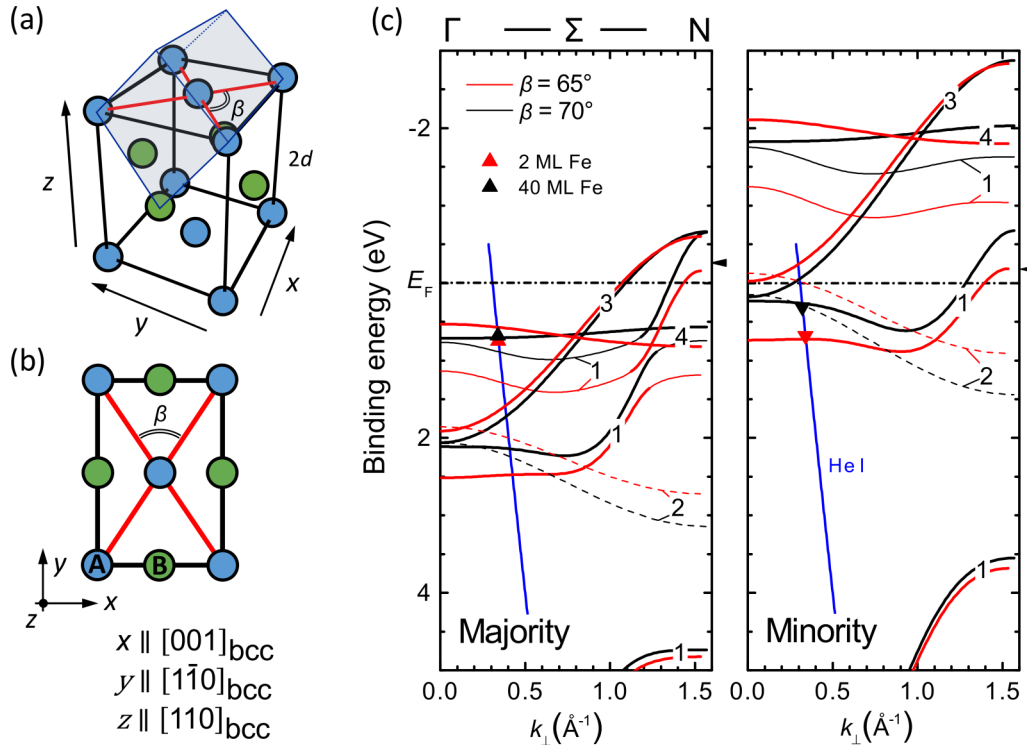 (a)
β
2d
z
y
x
(b)
β
A
B
y
z
x
x ∥ [001]bcc
y ∥ [11̄0]bcc
z ∥ [110]bcc
(c)
Γ
Σ
N
β = 65°
β = 70°
2 ML Fe
40 ML Fe
Binding energy (eV)
-2
EF
2
4
3
4
1
1
2
1
Majority
0.0 0.5 1.0 1.5
k⊥(Å-1)
3
4
1
1
2
He I
1
Minority
0.0 0.5 1.0 1.5
k⊥(Å-1)